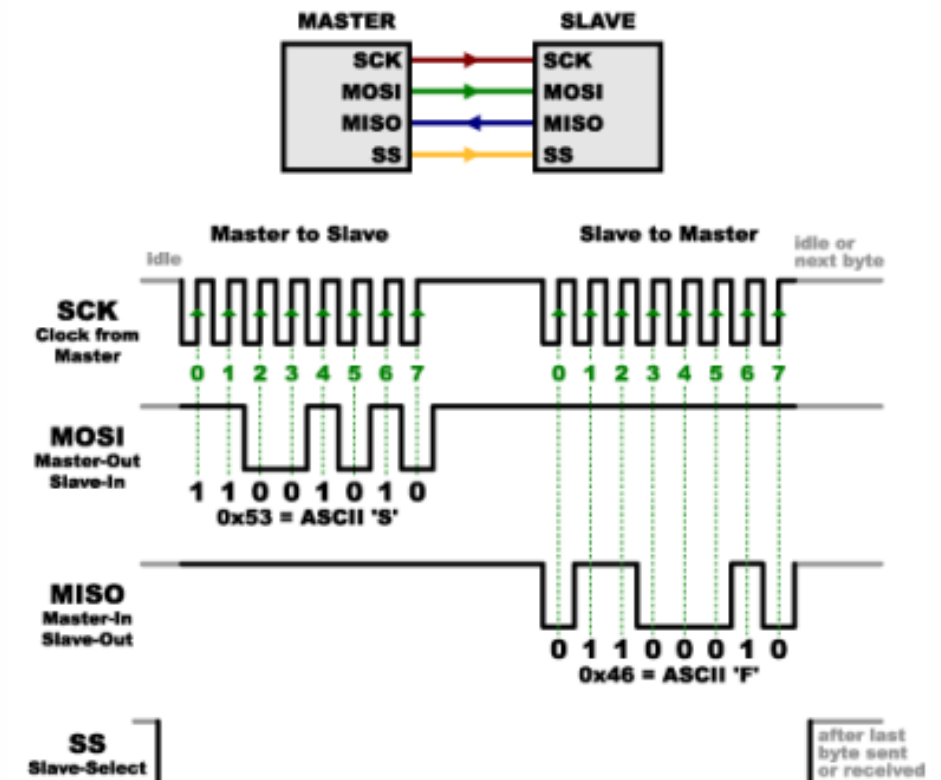 MASTER SLAVE
SCK SCK
MOSI MOSI
MISO MISO
SS SS
Master to Slave Slave to Master
idle
idle or
next byte
SCK
Clock from
Master
0 1 2 3 4 5 6 7 0 1 2 3 4 5 6 7
MOSI
Master-Out
Slave-In
1 1 0 0 1 0 1 0
0x53 = ASCII 'S'
MISO
Master-In
Slave-Out
0 1 1 0 0 0 1 0
0x46 = ASCII 'F'
SS
Slave-Select
after last
byte sent
or received